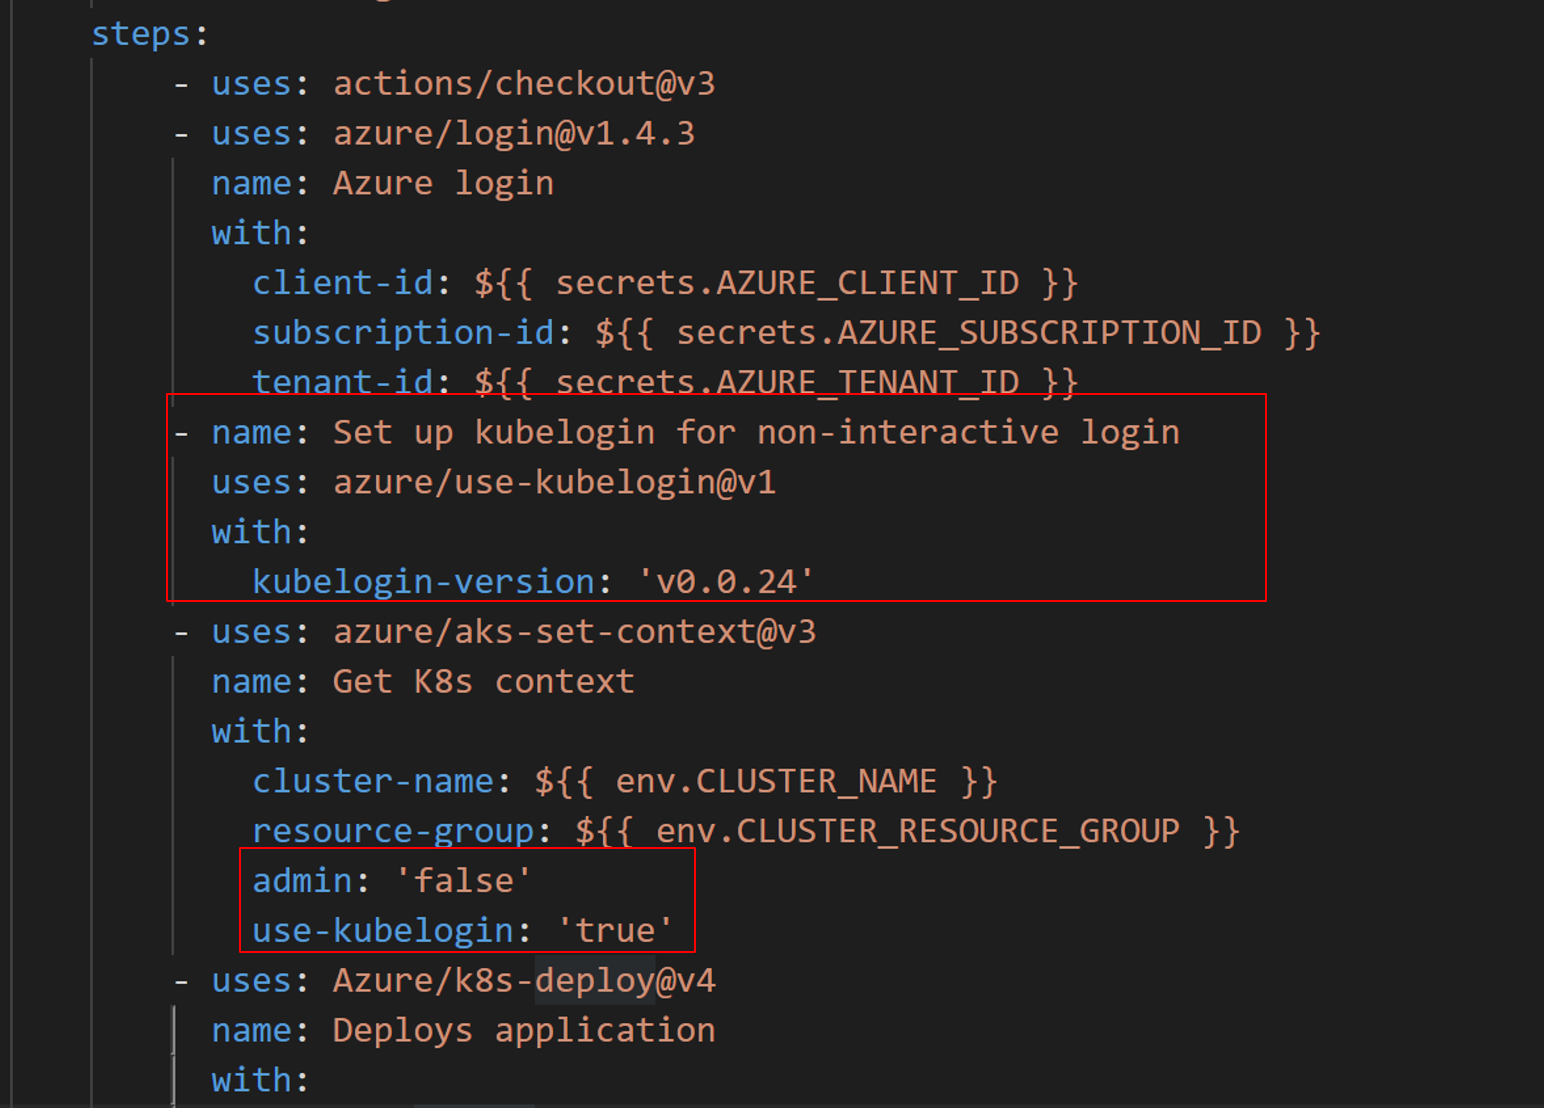 steps:
- uses: actions/checkout@v3
- uses: azure/login@v1.4.3
name: Azure login
with:
client-id: ${{ secrets.AZURE_CLIENT_ID }}
subscription-id: ${{ secrets.AZURE_SUBSCRIPTION_ID }}
tenant-id: ${{ secrets.AZURE_TENANT_ID }}
- name: Set up kubelogin for non-interactive login
uses: azure/use-kubelogin@v1
with:
kubelogin-version: 'v0.0.24'
- uses: azure/aks-set-context@v3
name: Get K8s context
with:
cluster-name: ${{ env.CLUSTER_NAME }}
resource-group: ${{ env.CLUSTER_RESOURCE_GROUP }}
admin: 'false'
use-kubelogin: 'true'
- uses: Azure/k8s-deploy@v4
name: Deploys application
with: